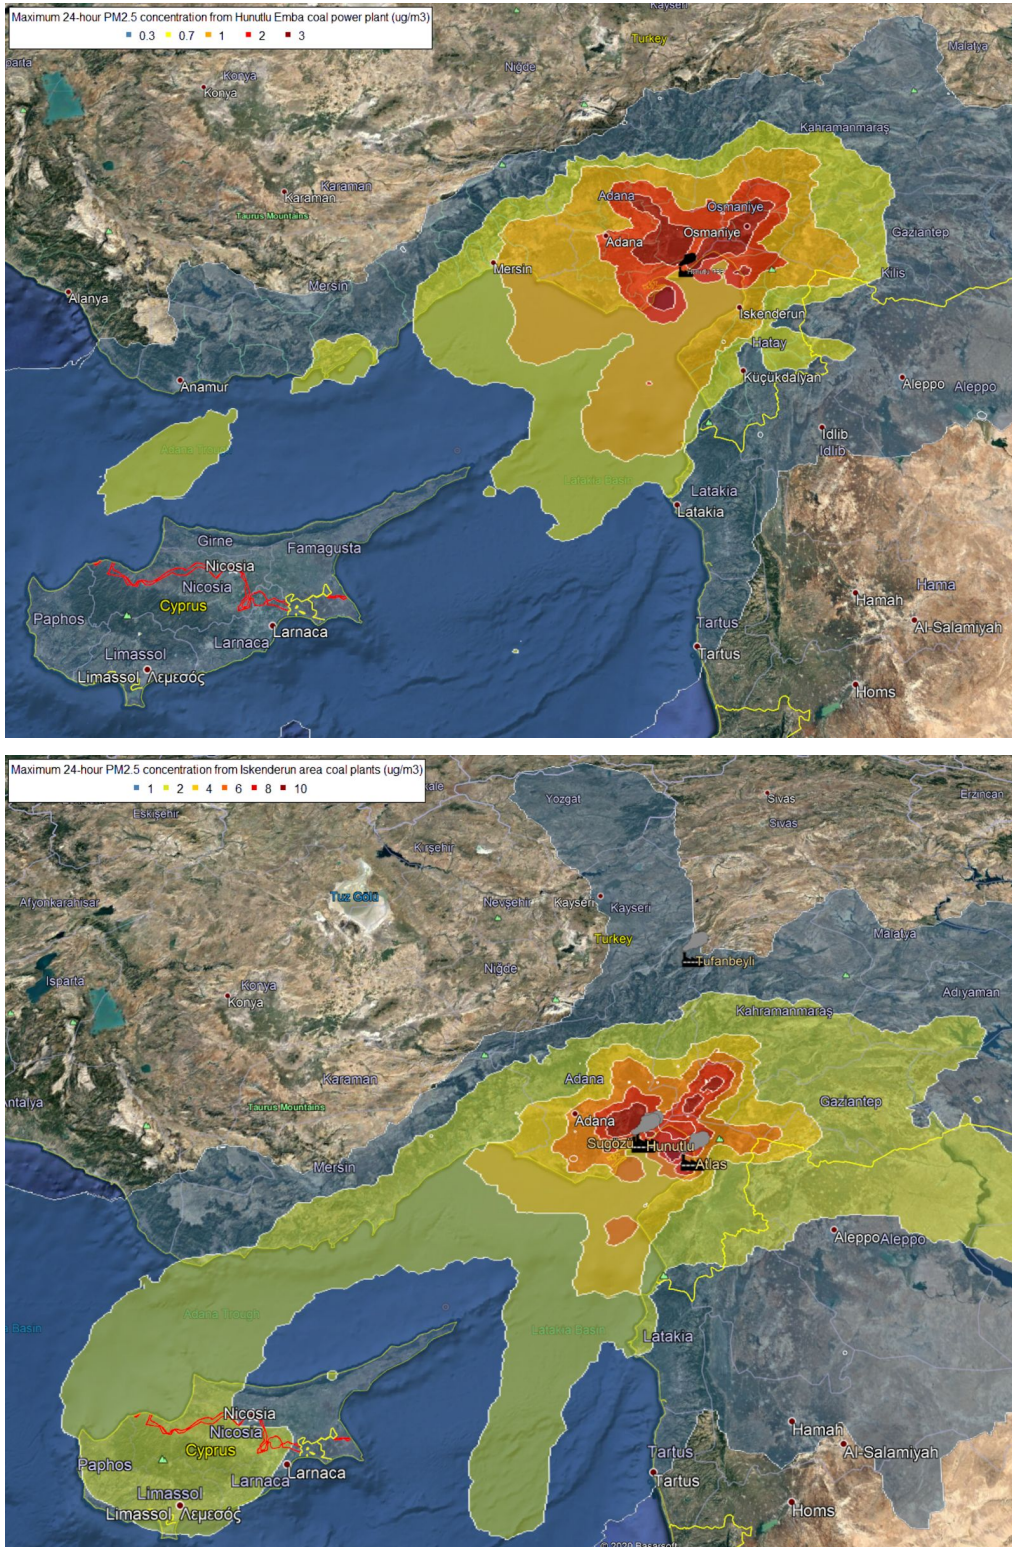 Maximum 24-hour PM2.5 concentration from Hunutlu Emba coal power plant (ug/m3)
0.3 0.7 1 2 3
Kayseri
Turkey
Malatya
Niğde
Konya
Konya
Kahramanmaraş
Karaman
Karaman
Taurus Mountains
Adana
Osmaniye
Osmaniye
Adana
Gaziantep
Mersin
Kilis
Mersin
Alanya
Iskenderun
Hatay
Anamur
Küçükdalyan
Aleppo
Aleppo
Idlib
Idlib
Latakia Basin
Latakia
Latakia
Girne
Famagusta
Nicosia
Nicosia
Hama
Cyprus
Hamah
Paphos
Tartus
Al-Salamiyah
Larnaca
Larnaca
Limassol
Tartus
Limassol Λεμεσός
Homs
Maximum 24-hour PM2.5 concentration from Iskenderun area coal plants (ug/m3)
1 2 4 6 8 10
Yozgat
Sivas
Erzincan
Eskişehir
Sivas
Kırşehir
Tuz Gölü
Nevşehir
Kayseri
Kayseri
Afyonkarahisar
Turkey
Malatya
Tufanbeyli
Niğde
Isparta
Konya
Konya
Adıyaman
Kahramanmaraş
Karaman
Adana
Antalya
Taurus Mountains
Gaziantep
Adana
Sugözü
Hunutlu
Atlas
Mersin
Aleppo
Aleppo
Adana Trough
Latakia Basin
Latakia
Nicosia
Nicosia
Hamah
Cyprus
Al-Salamiyah
Paphos
Larnaca
Larnaca
Tartus
Tartus
Limassol
Limassol Λεμεσός
Homs
© 2020 Basarsoft